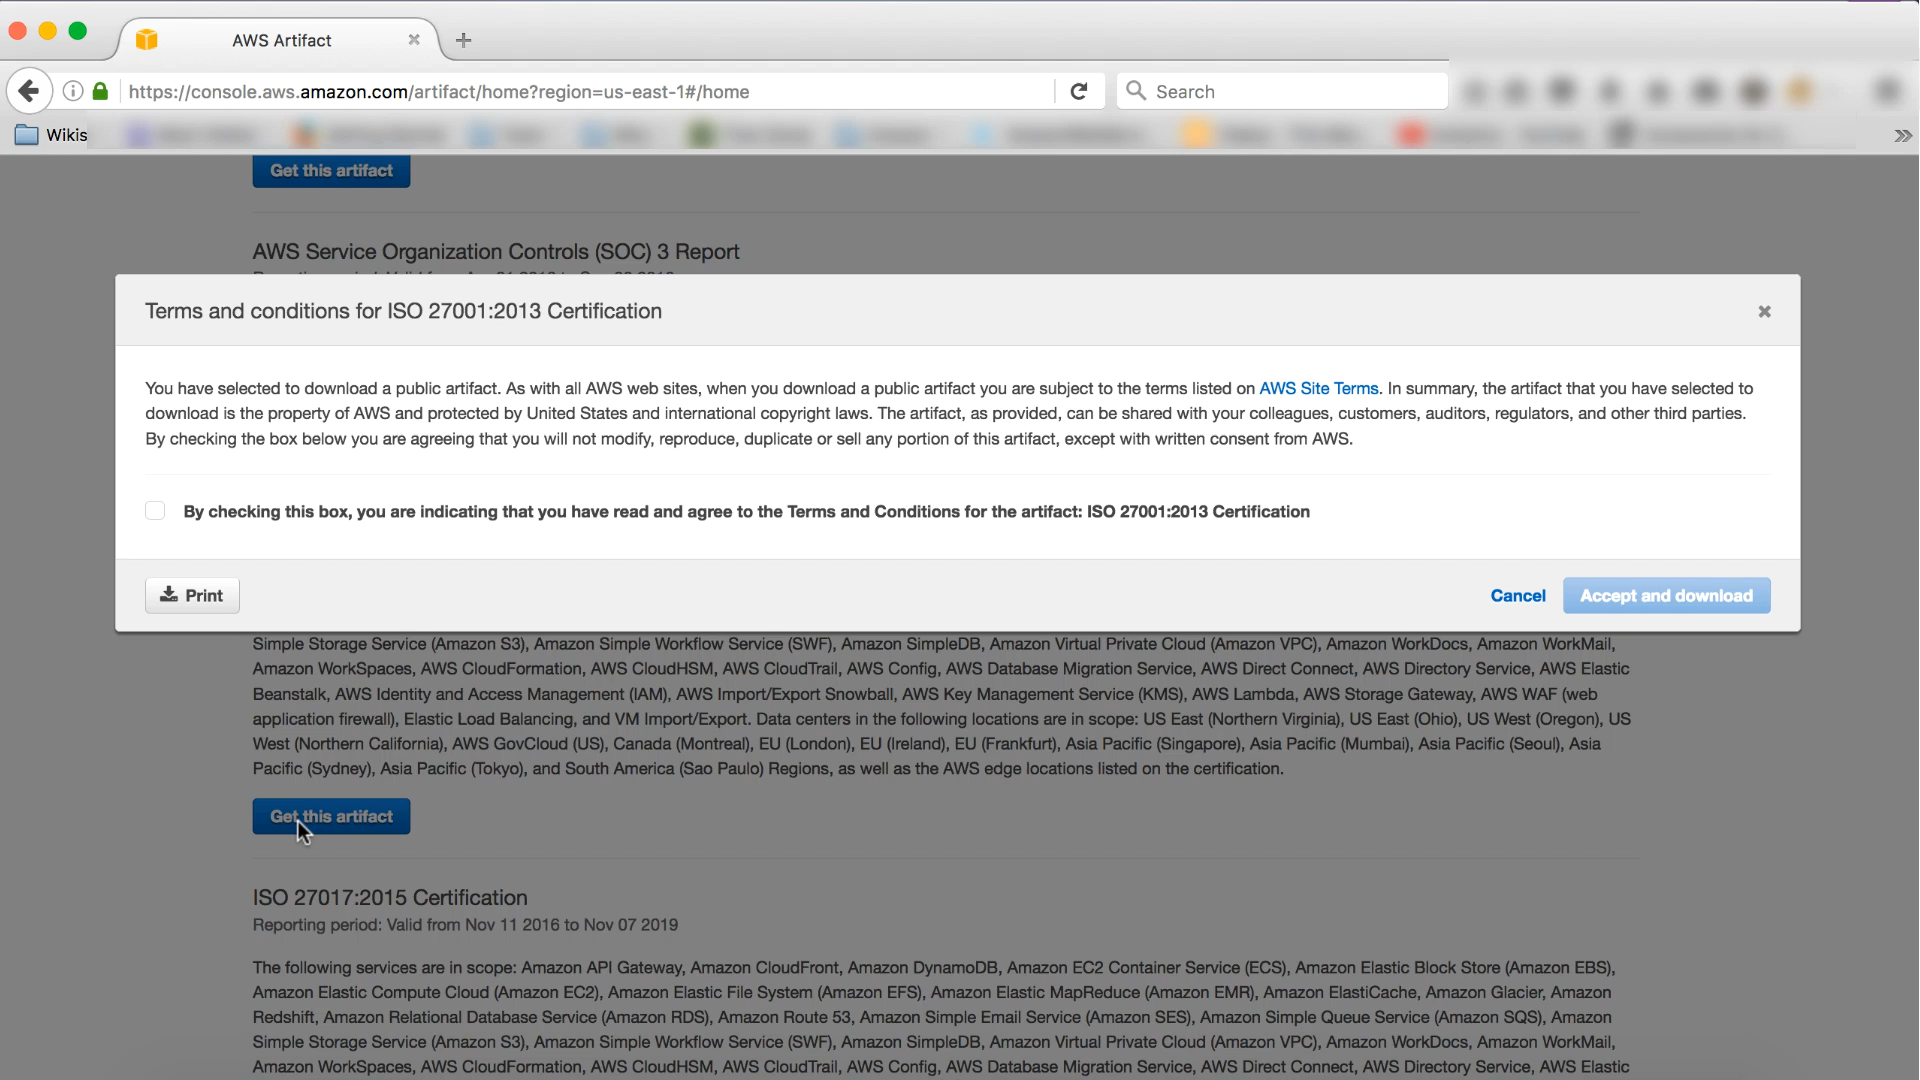 AWS Artifact
https://console.aws.amazon.com/artifact/home?region=us-east-1#/home
Search
Wikis
Get this artifact
AWS Service Organization Controls (SOC) 3 Report
Terms and conditions for ISO 27001:2013 Certification
You have selected to download a public artifact. As with all AWS web sites, when you download a public artifact you are subject to the terms listed on AWS Site Terms. In summary, the artifact that you have selected to
download is the property of AWS and protected by United States and international copyright laws. The artifact, as provided, can be shared with your colleagues, customers, auditors, regulators, and other third parties.
By checking the box below you are agreeing that you will not modify, reproduce, duplicate or sell any portion of this artifact, except with written consent from AWS.
By checking this box, you are indicating that you have read and agree to the Terms and Conditions for the artifact: ISO 27001:2013 Certification
Print
Cancel
Accept and download
Simple Storage Service (Amazon S3), Amazon Simple Workflow Service (SWF), Amazon SimpleDB, Amazon Virtual Private Cloud (Amazon VPC), Amazon WorkDocs, Amazon WorkMail,
Amazon WorkSpaces, AWS CloudFormation, AWS CloudHSM, AWS CloudTrail, AWS Config, AWS Database Migration Service, AWS Direct Connect, AWS Directory Service, AWS Elastic
Beanstalk, AWS Identity and Access Management (IAM), AWS Import/Export Snowball, AWS Key Management Service (KMS), AWS Lambda, AWS Storage Gateway, AWS WAF (web
application firewall), Elastic Load Balancing, and VM Import/Export. Data centers in the following locations are in scope: US East (Northern Virginia), US East (Ohio), US West (Oregon), US
West (Northern California), AWS GovCloud (US), Canada (Montreal), EU (London), EU (Ireland), EU (Frankfurt), Asia Pacific (Singapore), Asia Pacific (Mumbai), Asia Pacific (Seoul), Asia
Pacific (Sydney), Asia Pacific (Tokyo), and South America (Sao Paulo) Regions, as well as the AWS edge locations listed on the certification.
Get this artifact
ISO 27017:2015 Certification
Reporting period: Valid from Nov 11 2016 to Nov 07 2019
The following services are in scope: Amazon API Gateway, Amazon CloudFront, Amazon DynamoDB, Amazon EC2 Container Service (ECS), Amazon Elastic Block Store (Amazon EBS),
Amazon Elastic Compute Cloud (Amazon EC2), Amazon Elastic File System (Amazon EFS), Amazon Elastic MapReduce (Amazon EMR), Amazon ElastiCache, Amazon Glacier, Amazon
Redshift, Amazon Relational Database Service (Amazon RDS), Amazon Route 53, Amazon Simple Email Service (Amazon SES), Amazon Simple Queue Service (Amazon SQS), Amazon
Simple Storage Service (Amazon S3), Amazon Simple Workflow Service (SWF), Amazon SimpleDB, Amazon Virtual Private Cloud (Amazon VPC), Amazon WorkDocs, Amazon WorkMail,
Amazon WorkSpaces, AWS CloudFormation, AWS CloudHSM, AWS CloudTrail, AWS Config, AWS Database Migration Service, AWS Direct Connect, AWS Directory Service, AWS Elastic